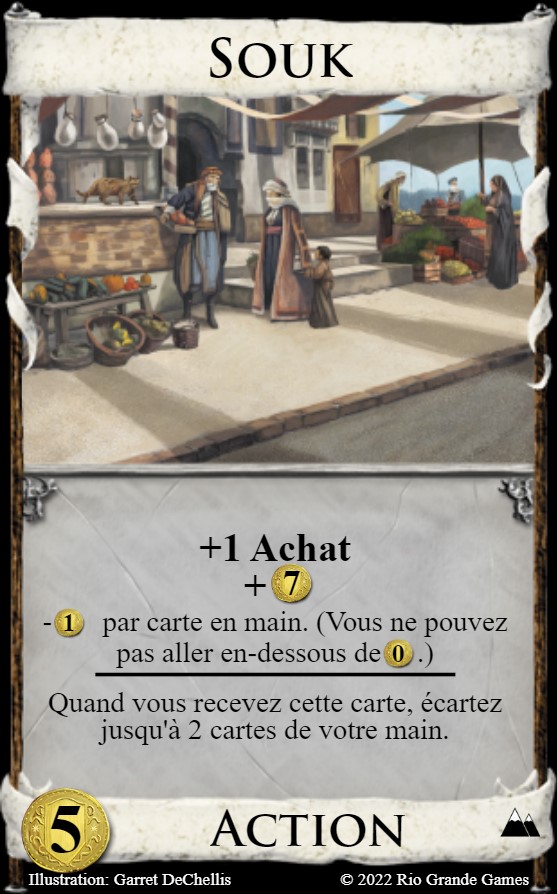 Souk
+1 Achat
+7
-1 par carte en main. (Vous ne pouvez
pas aller en-dessous de 0.)
Quand vous recevez cette carte, écartez
jusqu'à 2 cartes de votre main.
5 Action
Illustration: Garret DeChellis © 2022 Rio Grande Games